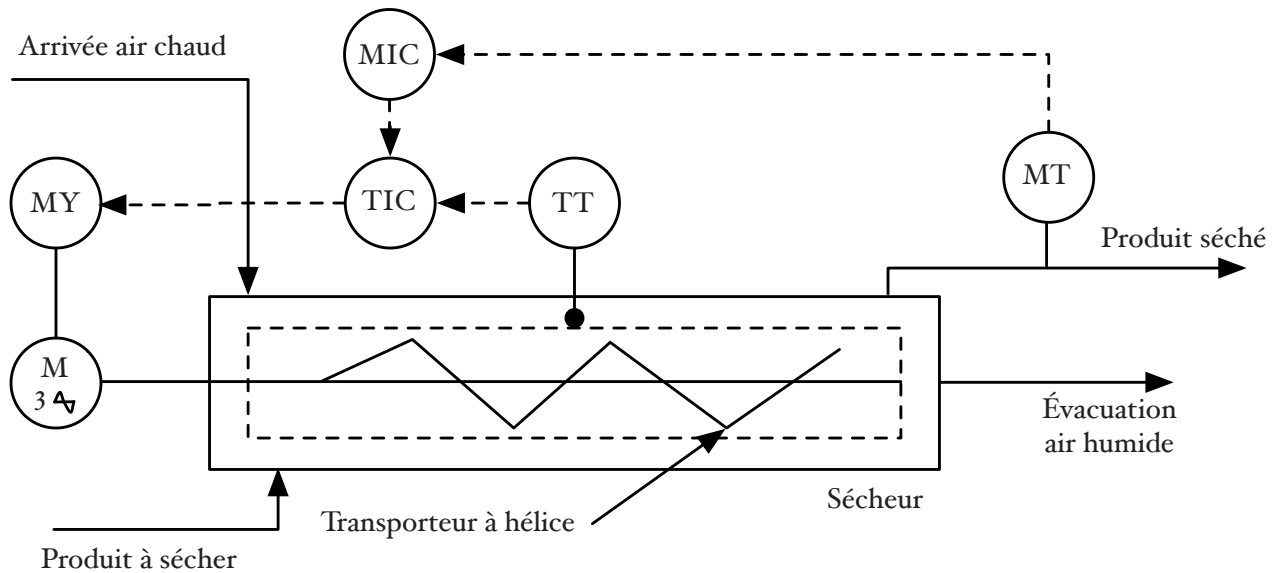 Arrivée air chaud
MIC
MY
TIC
TT
MT
Produit séché
M
3
Évacuation
air humide
Sécheur
Transporteur à hélice
Produit à sécher